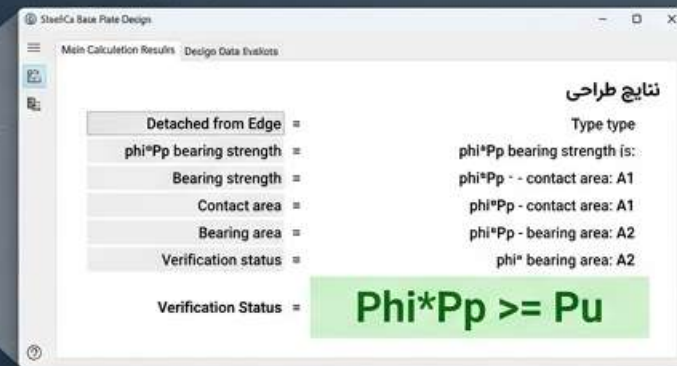 SteelCa Base Plate Design
Main Calculation Results
Design Data
نتایج طراحی
Detached from Edge = Type type
phi*Pp bearing strength = phi*Pp bearing strength is:
Bearing strength = phi*Pp - - contact area: A1
Contact area = phi*Pp - contact area: A1
Bearing area = phi*Pp - bearing area: A2
Verification status = phi* bearing area: A2
Verification Status = Phi*Pp >= Pu